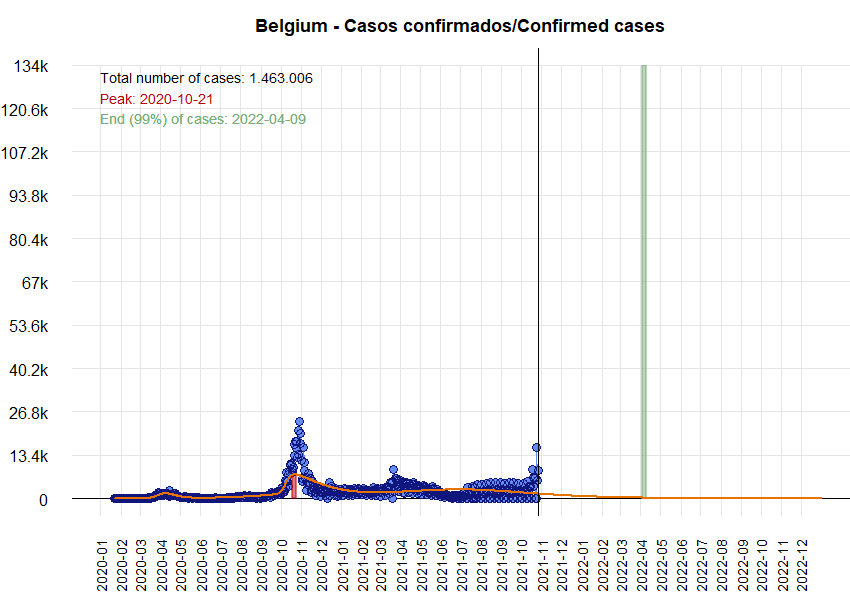 Belgium - Casos confirmados/Confirmed cases
134k
120.6k
107.2k
93.8k
80.4k
67k
53.6k
40.2k
26.8k
13.4k
0
Total number of cases: 1.463.006
Peak: 2020-10-21
End (99%) of cases: 2022-04-09
2020-01
2020-02
2020-03
2020-04
2020-05
2020-06
2020-07
2020-08
2020-09
2020-10
2020-11
2020-12
2021-01
2021-02
2021-03
2021-04
2021-05
2021-06
2021-07
2021-08
2021-09
2021-10
2021-11
2021-12
2022-01
2022-02
2022-03
2022-04
2022-05
2022-06
2022-07
2022-08
2022-09
2022-10
2022-11
2022-12